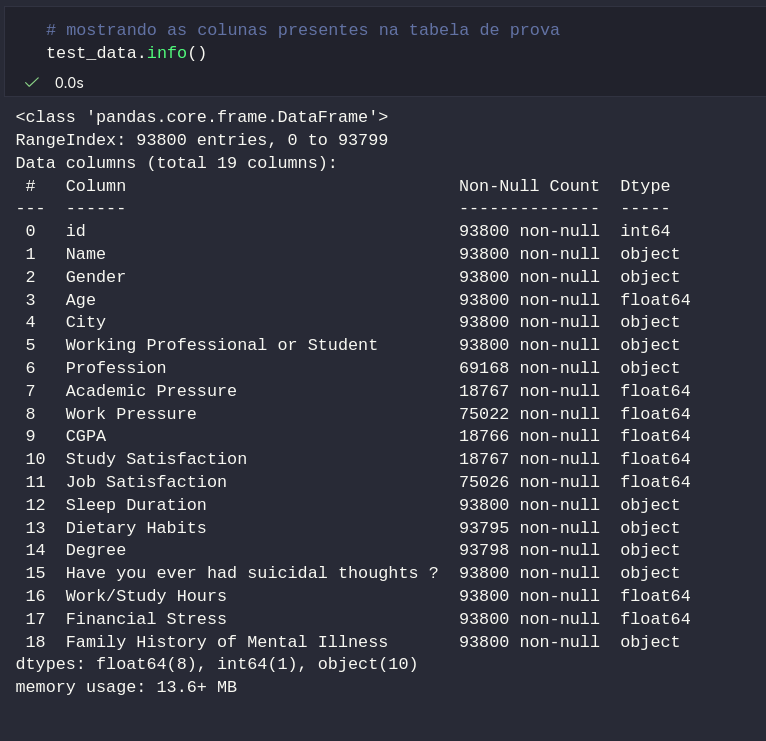 # mostrando as colunas presentes na tabela de prova
test_data.info()
0.0s
<class 'pandas.core.frame.DataFrame'>
RangeIndex: 93800 entries, 0 to 93799
Data columns (total 19 columns):
 #   Column                                 Non-Null Count  Dtype
---  ------                                 --------------  -----
 0   id                                     93800 non-null  int64
 1   Name                                   93800 non-null  object
 2   Gender                                 93800 non-null  object
 3   Age                                    93800 non-null  float64
 4   City                                   93800 non-null  object
 5   Working Professional or Student        93800 non-null  object
 6   Profession                             69168 non-null  object
 7   Academic Pressure                      18767 non-null  float64
 8   Work Pressure                          75022 non-null  float64
 9   CGPA                                   18766 non-null  float64
 10  Study Satisfaction                     18767 non-null  float64
 11  Job Satisfaction                       75026 non-null  float64
 12  Sleep Duration                         93800 non-null  object
 13  Dietary Habits                         93795 non-null  object
 14  Degree                                 93798 non-null  object
 15  Have you ever had suicidal thoughts ?  93800 non-null  object
 16  Work/Study Hours                       93800 non-null  float64
 17  Financial Stress                       93800 non-null  float64
 18  Family History of Mental Illness       93800 non-null  object
dtypes: float64(8), int64(1), object(10)
memory usage: 13.6+ MB